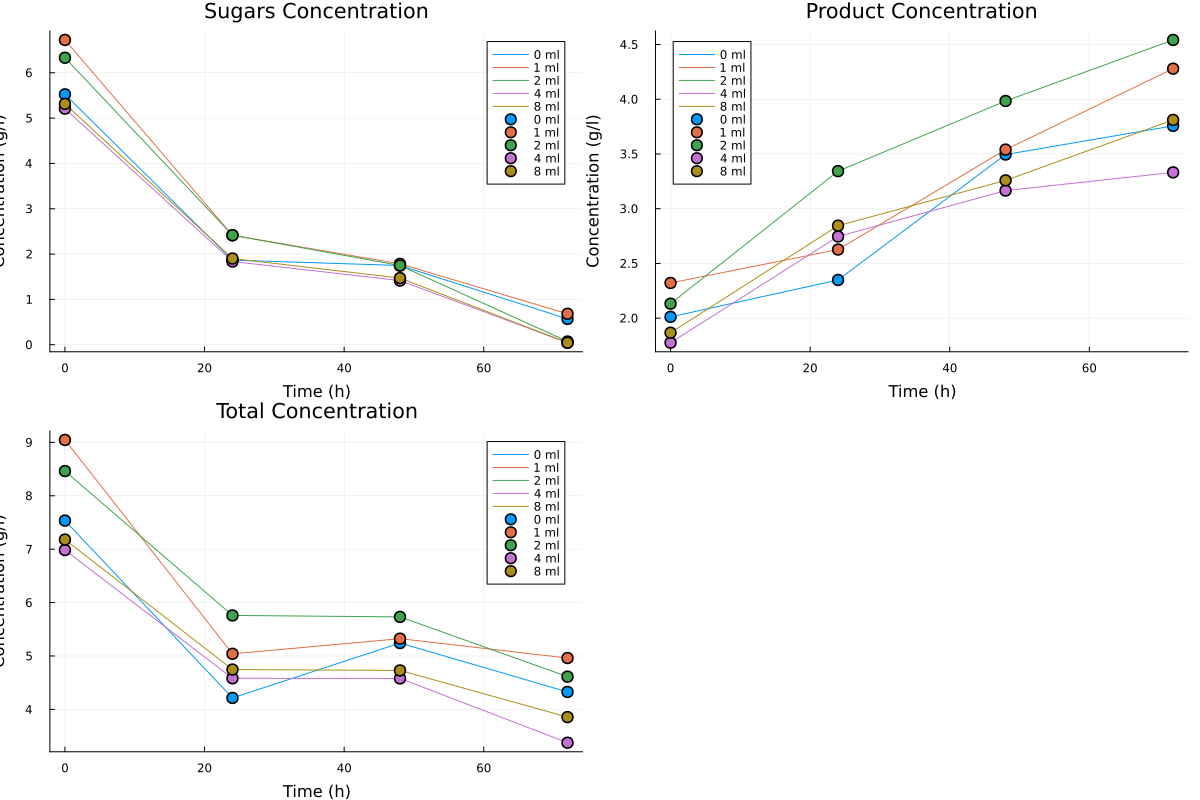 Sugars Concentration
6
5
4
3
2
1
0
0
20
40
60
Time (h)
0 ml
1 ml
2 ml
4 ml
8 ml
0 ml
1 ml
2 ml
4 ml
8 ml
Product Concentration
Concentration (g/l)
4.5
4.0
3.5
3.0
2.5
2.0
0
20
40
60
Time (h)
0 ml
1 ml
2 ml
4 ml
8 ml
0 ml
1 ml
2 ml
4 ml
8 ml
Total Concentration
9
8
7
6
5
4
0
20
40
60
Time (h)
0 ml
1 ml
2 ml
4 ml
8 ml
0 ml
1 ml
2 ml
4 ml
8 ml